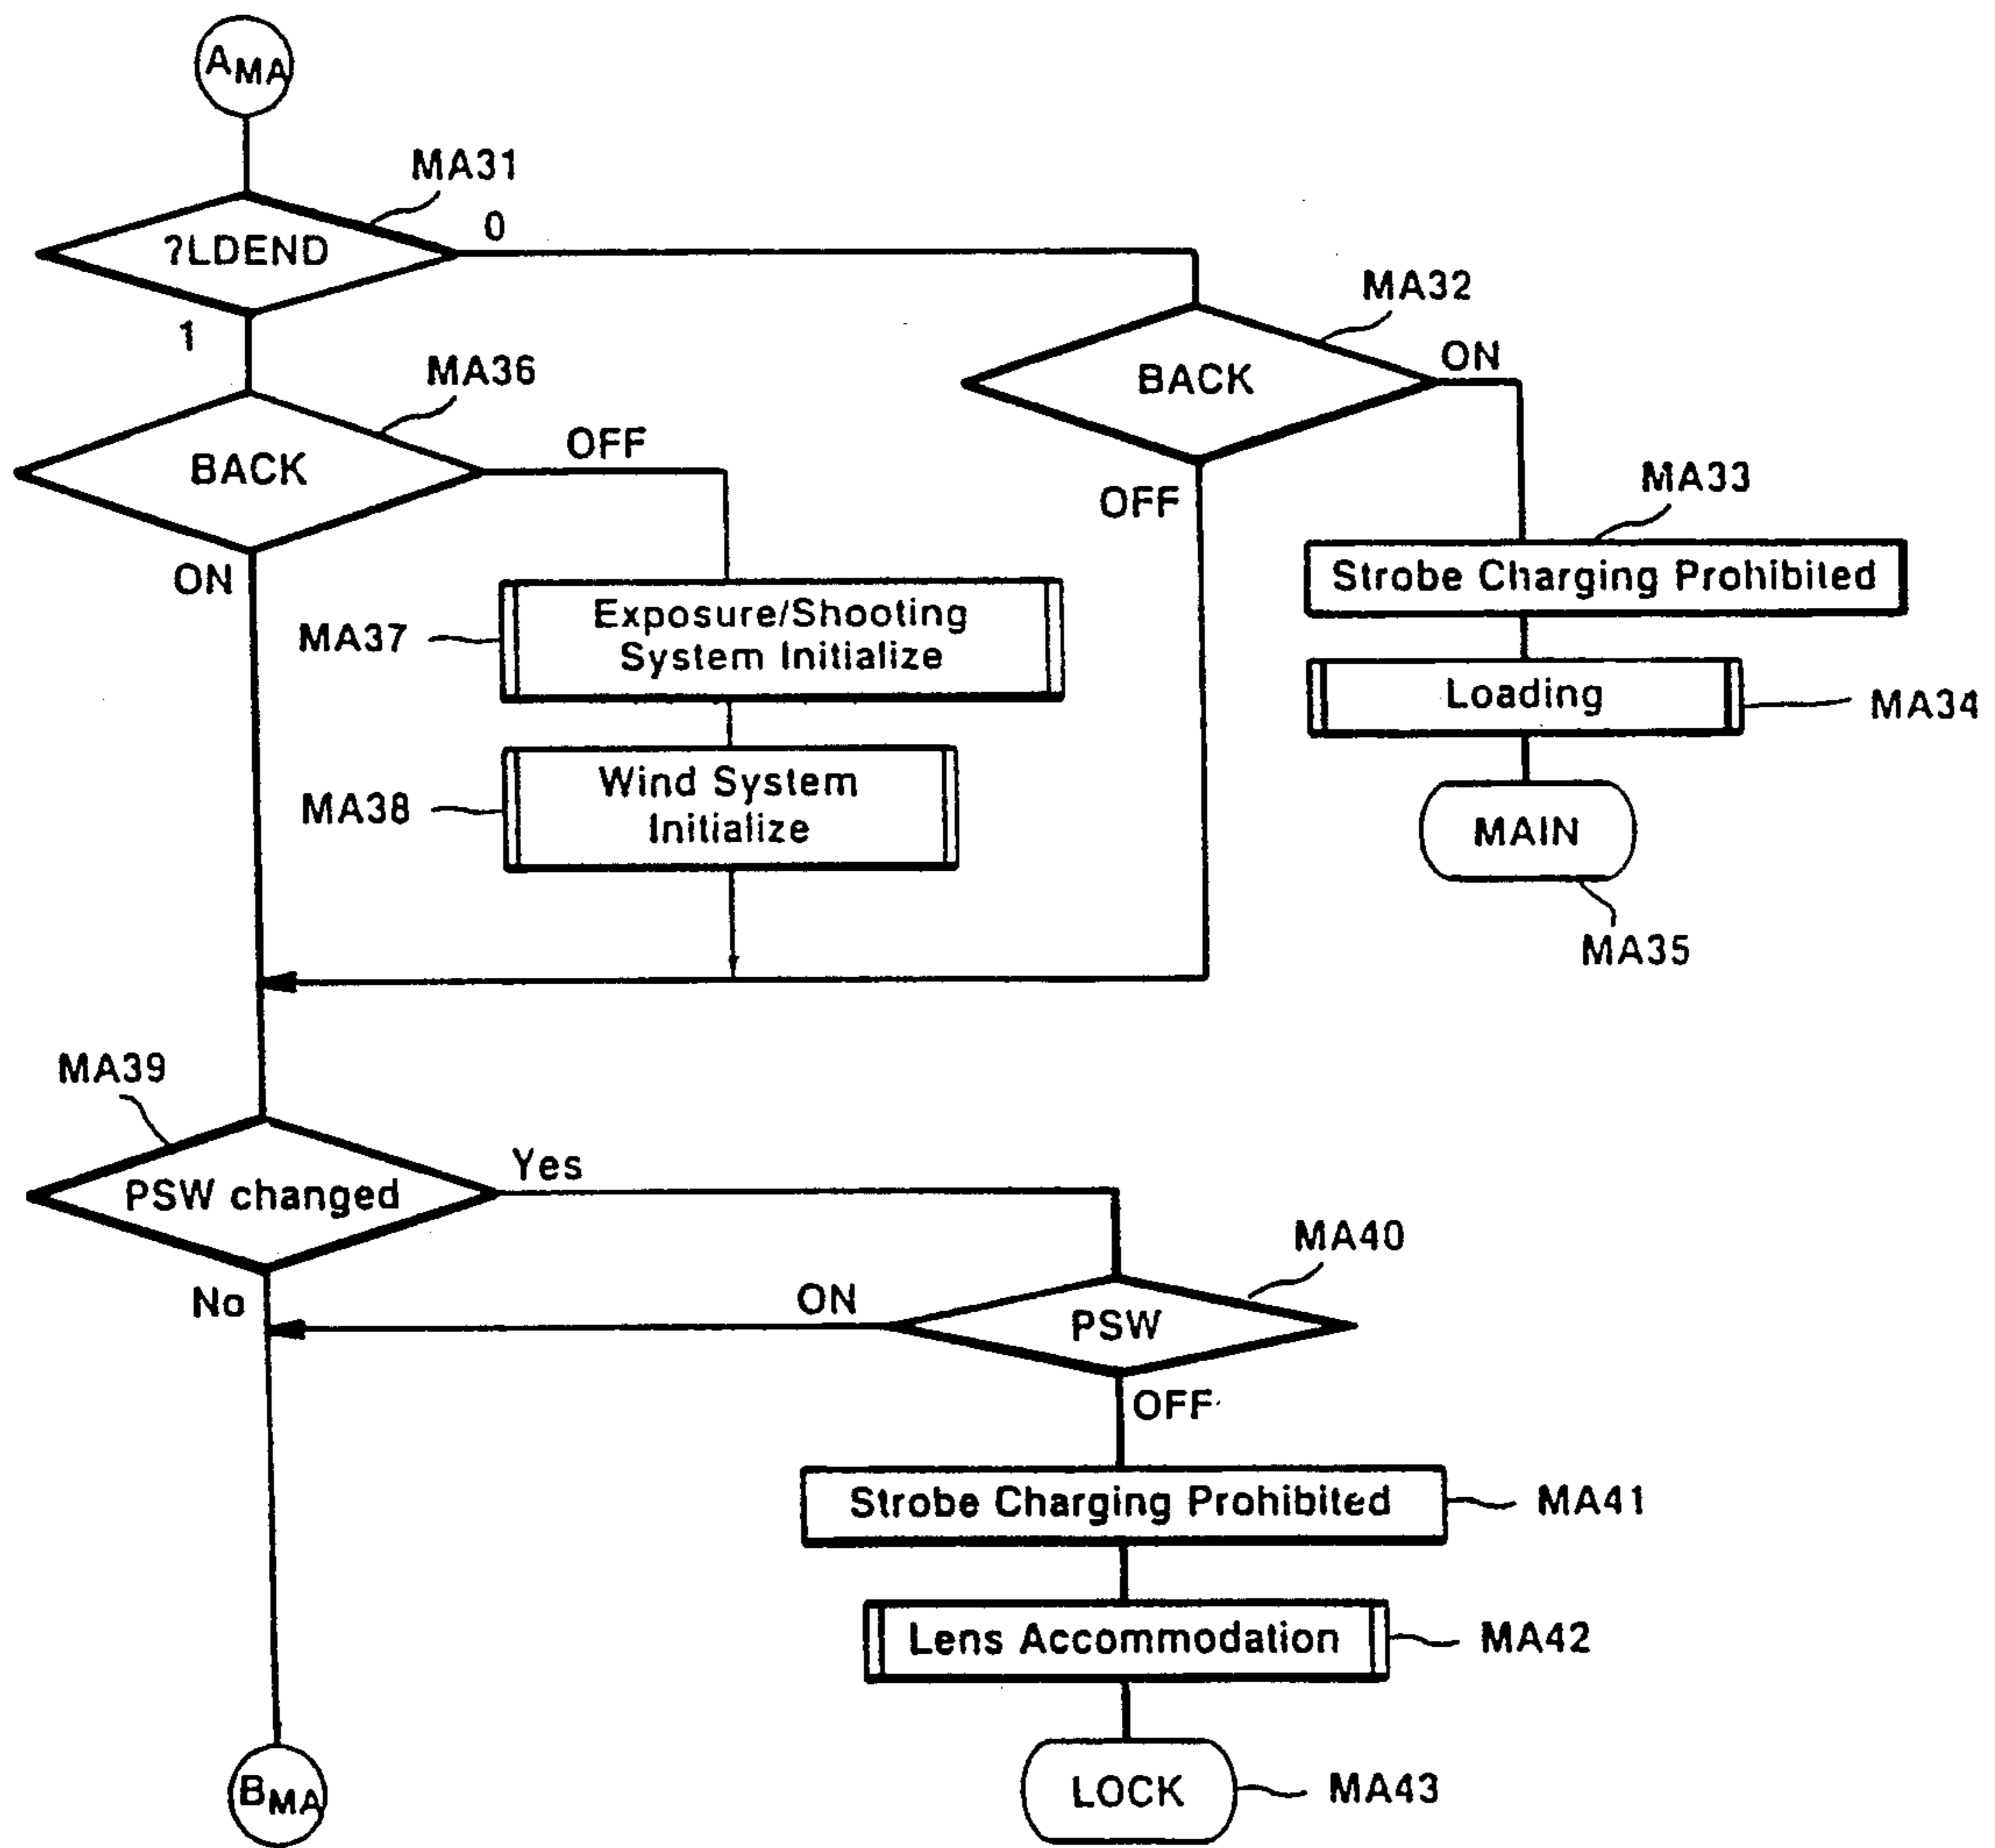 AMA
MA31
?LDEND
0
1
MA32
BACK
ON
OFF
MA36
BACK
OFF
ON
MA33
Strobe Charging Prohibited
MA37
Exposure/Shooting
System Initialize
Loading
MA34
MA38
Wind System
Initialize
MAIN
MA35
MA39
PSW changed
Yes
No
MA40
PSW
ON
OFF
Strobe Charging Prohibited
MA41
Lens Accommodation
MA42
LOCK
MA43
BMA